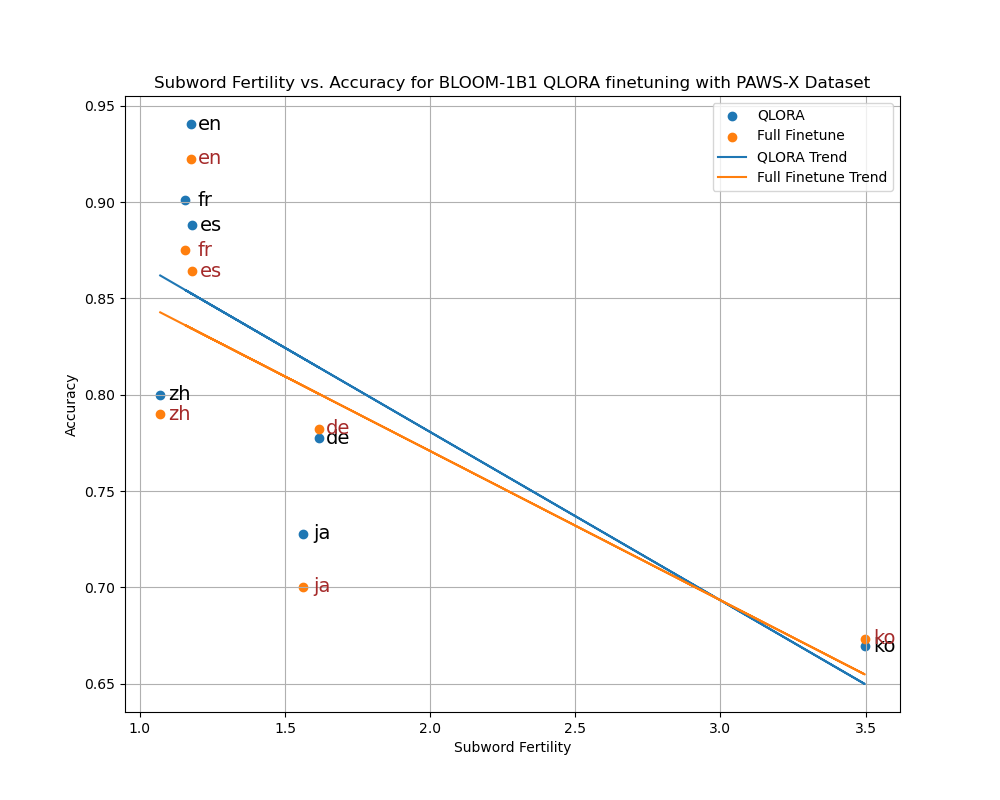 Subword Fertility vs. Accuracy for BLOOM-1B1 QLORA finetuning with PAWS-X Dataset
QLORA
Full Finetune
QLORA Trend
Full Finetune Trend
0.95
0.90
0.85
0.80
0.75
0.70
0.65
Accuracy
en
en
fr
es
fr
es
zh
zh
de
de
ja
ja
ko
ko
1.0 1.5 2.0 2.5 3.0 3.5
Subword Fertility